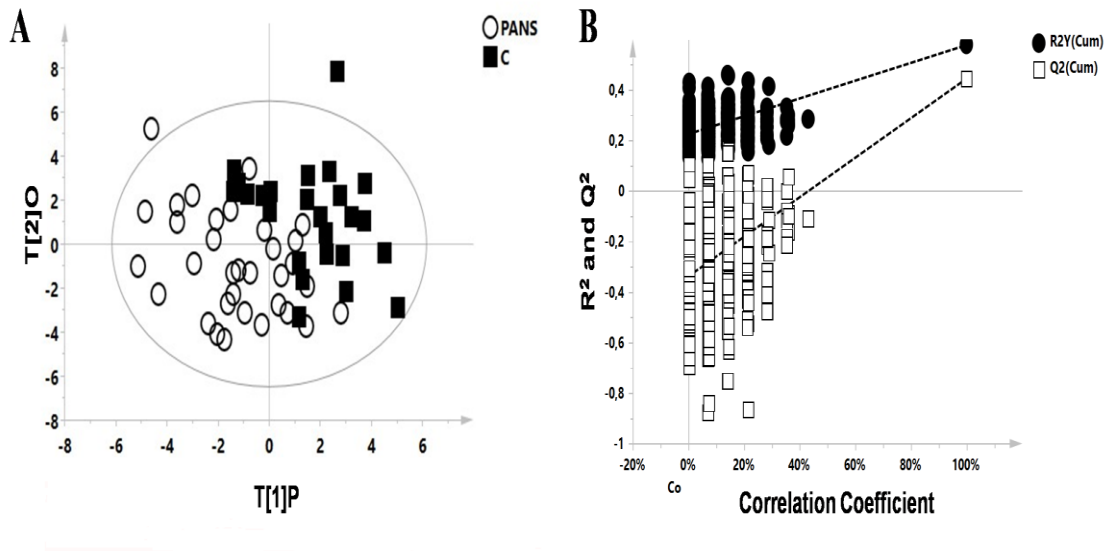 A
PANS
C
8
6
4
2
0
-2
-4
-6
-8
T[2]O
-8 -6 -4 -2 0 2 4 6
T[1]P
B
R2Y(Cum)
Q2(Cum)
0,4
0,2
0
-0,2
-0,4
-0,6
-0,8
-1
R² and Q²
-20% 0% 20% 40% 60% 80% 100%
Co
Correlation Coefficient